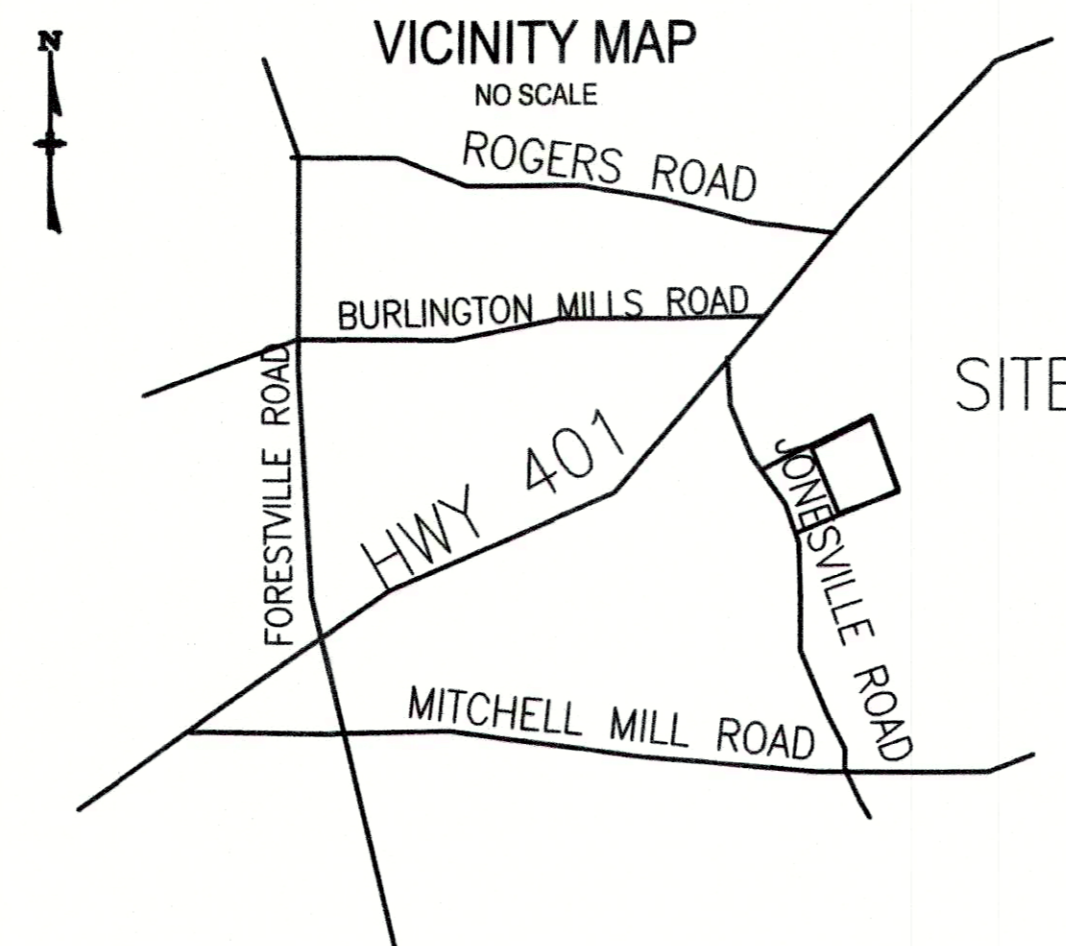 N
VICINITY MAP
NO SCALE
ROGERS ROAD
BURLINGTON MILLS ROAD
SITE
FORESTVILLE ROAD
HWY 401
JONESVILLE ROAD
MITCHELL MILL ROAD